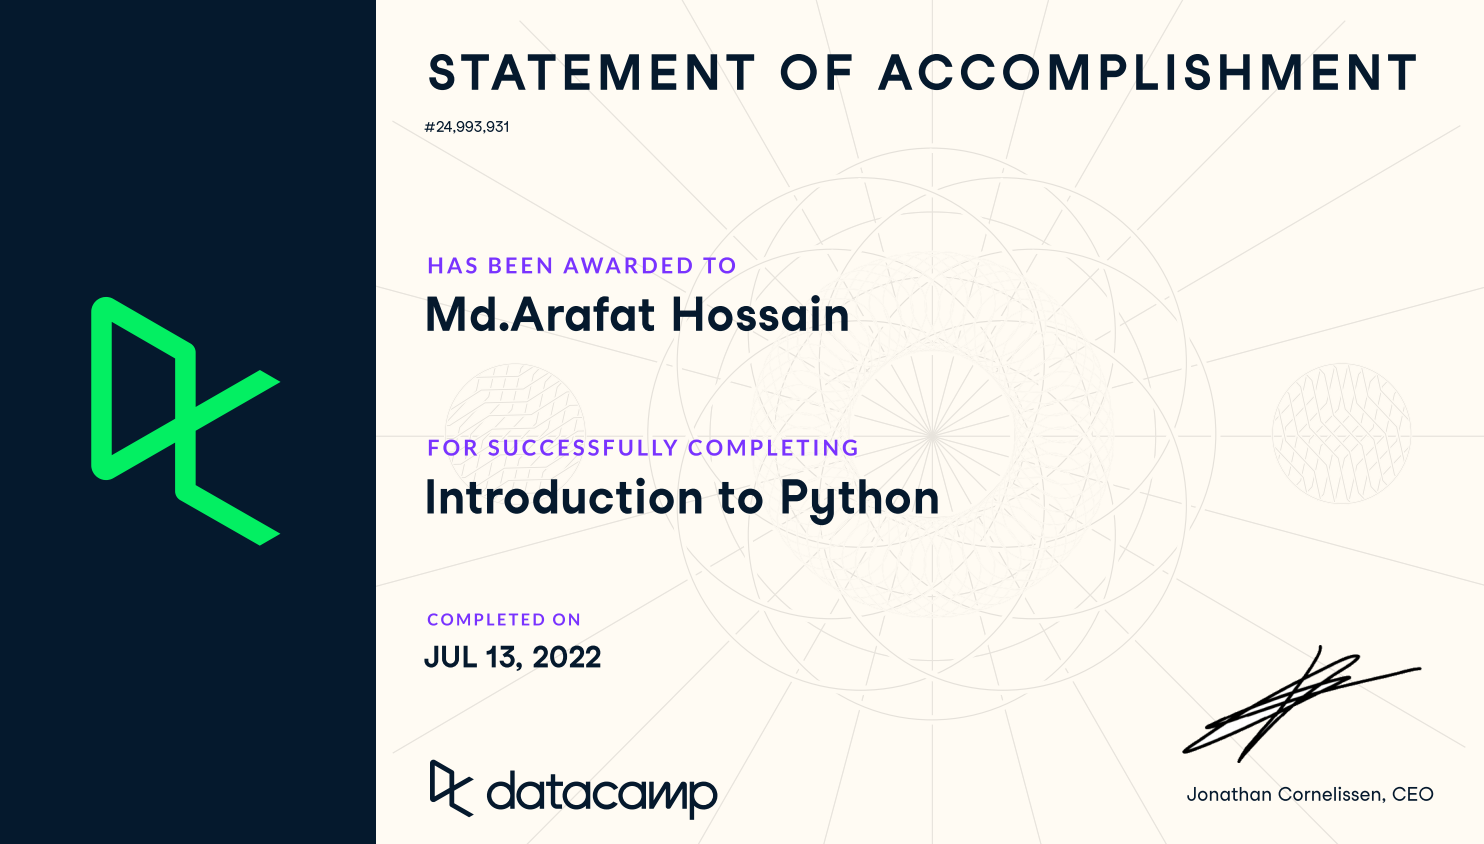 STATEMENT OF ACCOMPLISHMENT
#24,993,931
HAS BEEN AWARDED TO
Md.Arafat Hossain
FOR SUCCESSFULLY COMPLETING
Introduction to Python
COMPLETED ON
JUL 13, 2022
datacamp
Jonathan Cornelissen, CEO